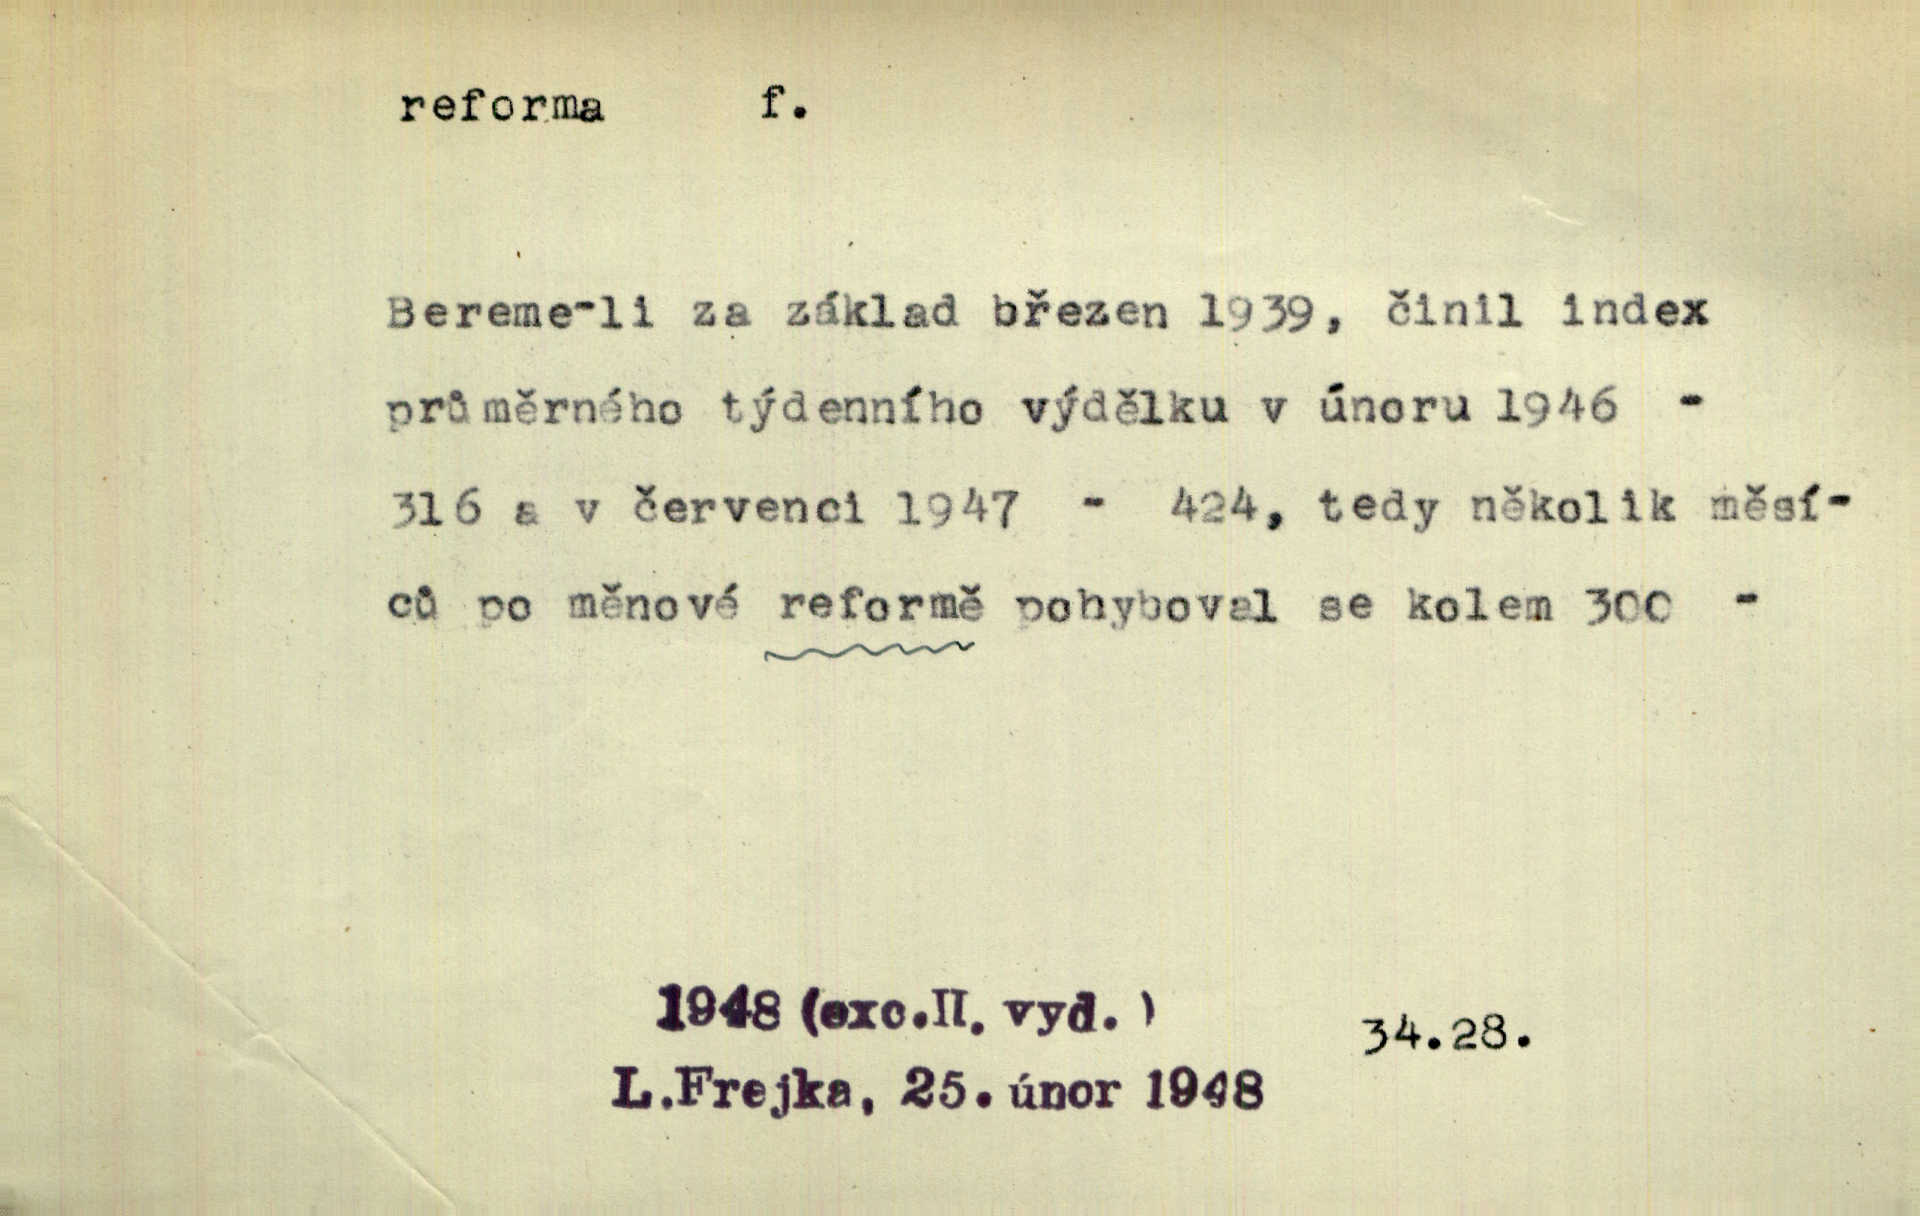 reforma f.
Bereme-li za základ březen 1939, činil index
průměrného týdenního výdělku v únoru 1946 -
316 a v červenci 1947 - 424, tedy několik měsí-
ců po měnové reformě pohyboval se kolem 300 -
1948 (exc.II. vyd.)
34.28.
L.Frejka, 25. únor 1948